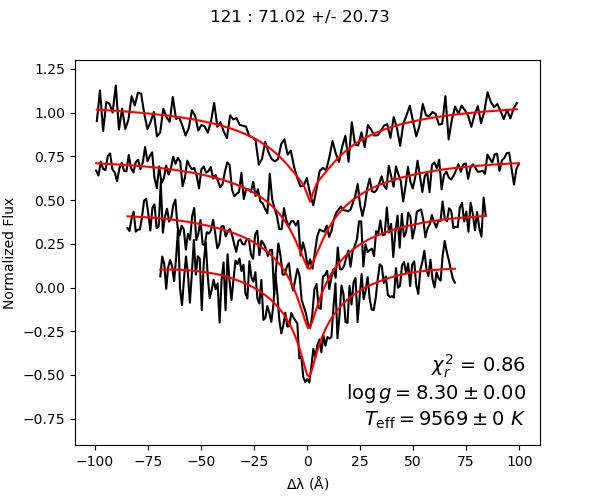 121 : 71.02 +/- 20.73
1.25
1.00
0.75
0.50
0.25
0.00
−0.25
−0.50
−0.75
Normalized Flux
χ²ᵣ = 0.86
log g = 8.30 ± 0.00
T_eff = 9569 ± 0 K
−100 −75 −50 −25 0 25 50 75 100
Δλ (Å)